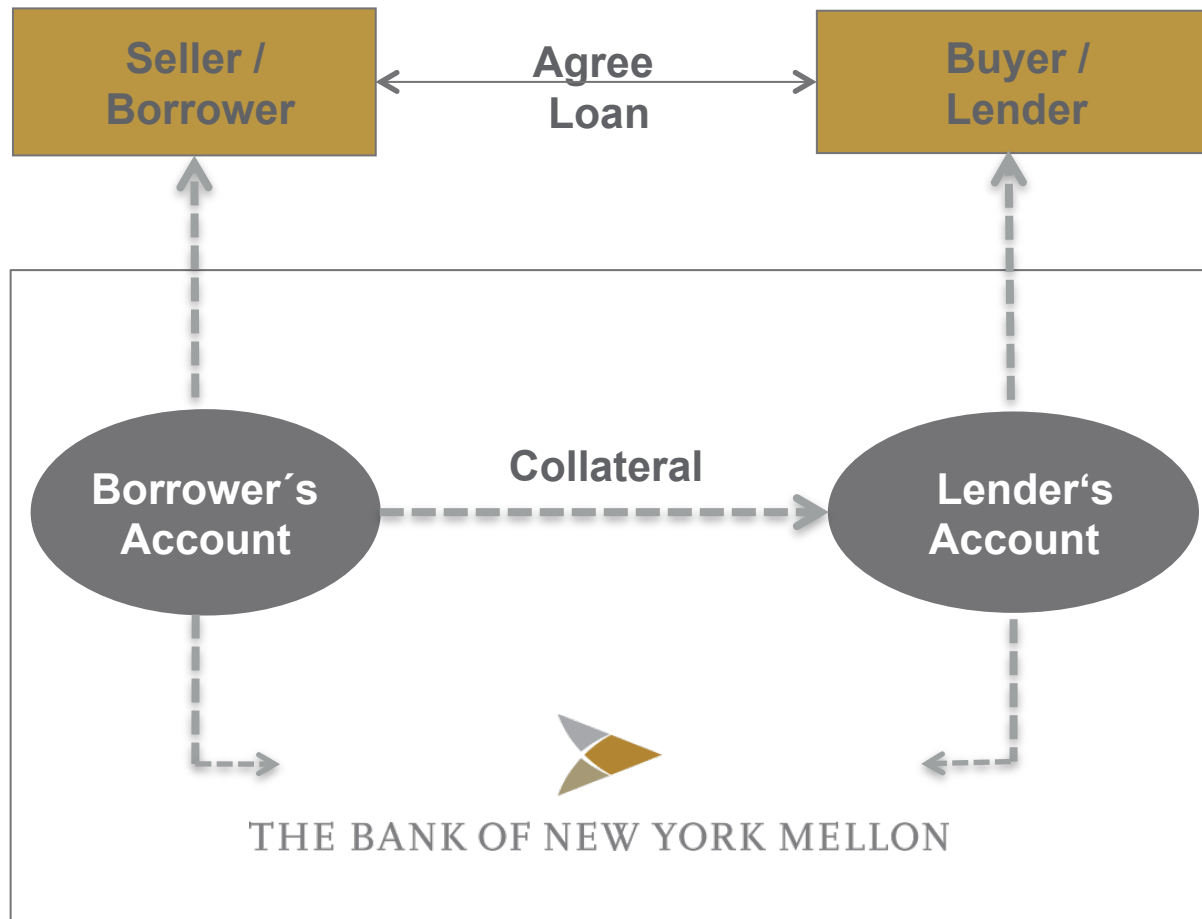 Seller /
Borrower
Agree
Loan
Buyer /
Lender
Borrower´s
Account
Collateral
Lender‘s
Account
THE BANK OF NEW YORK MELLON